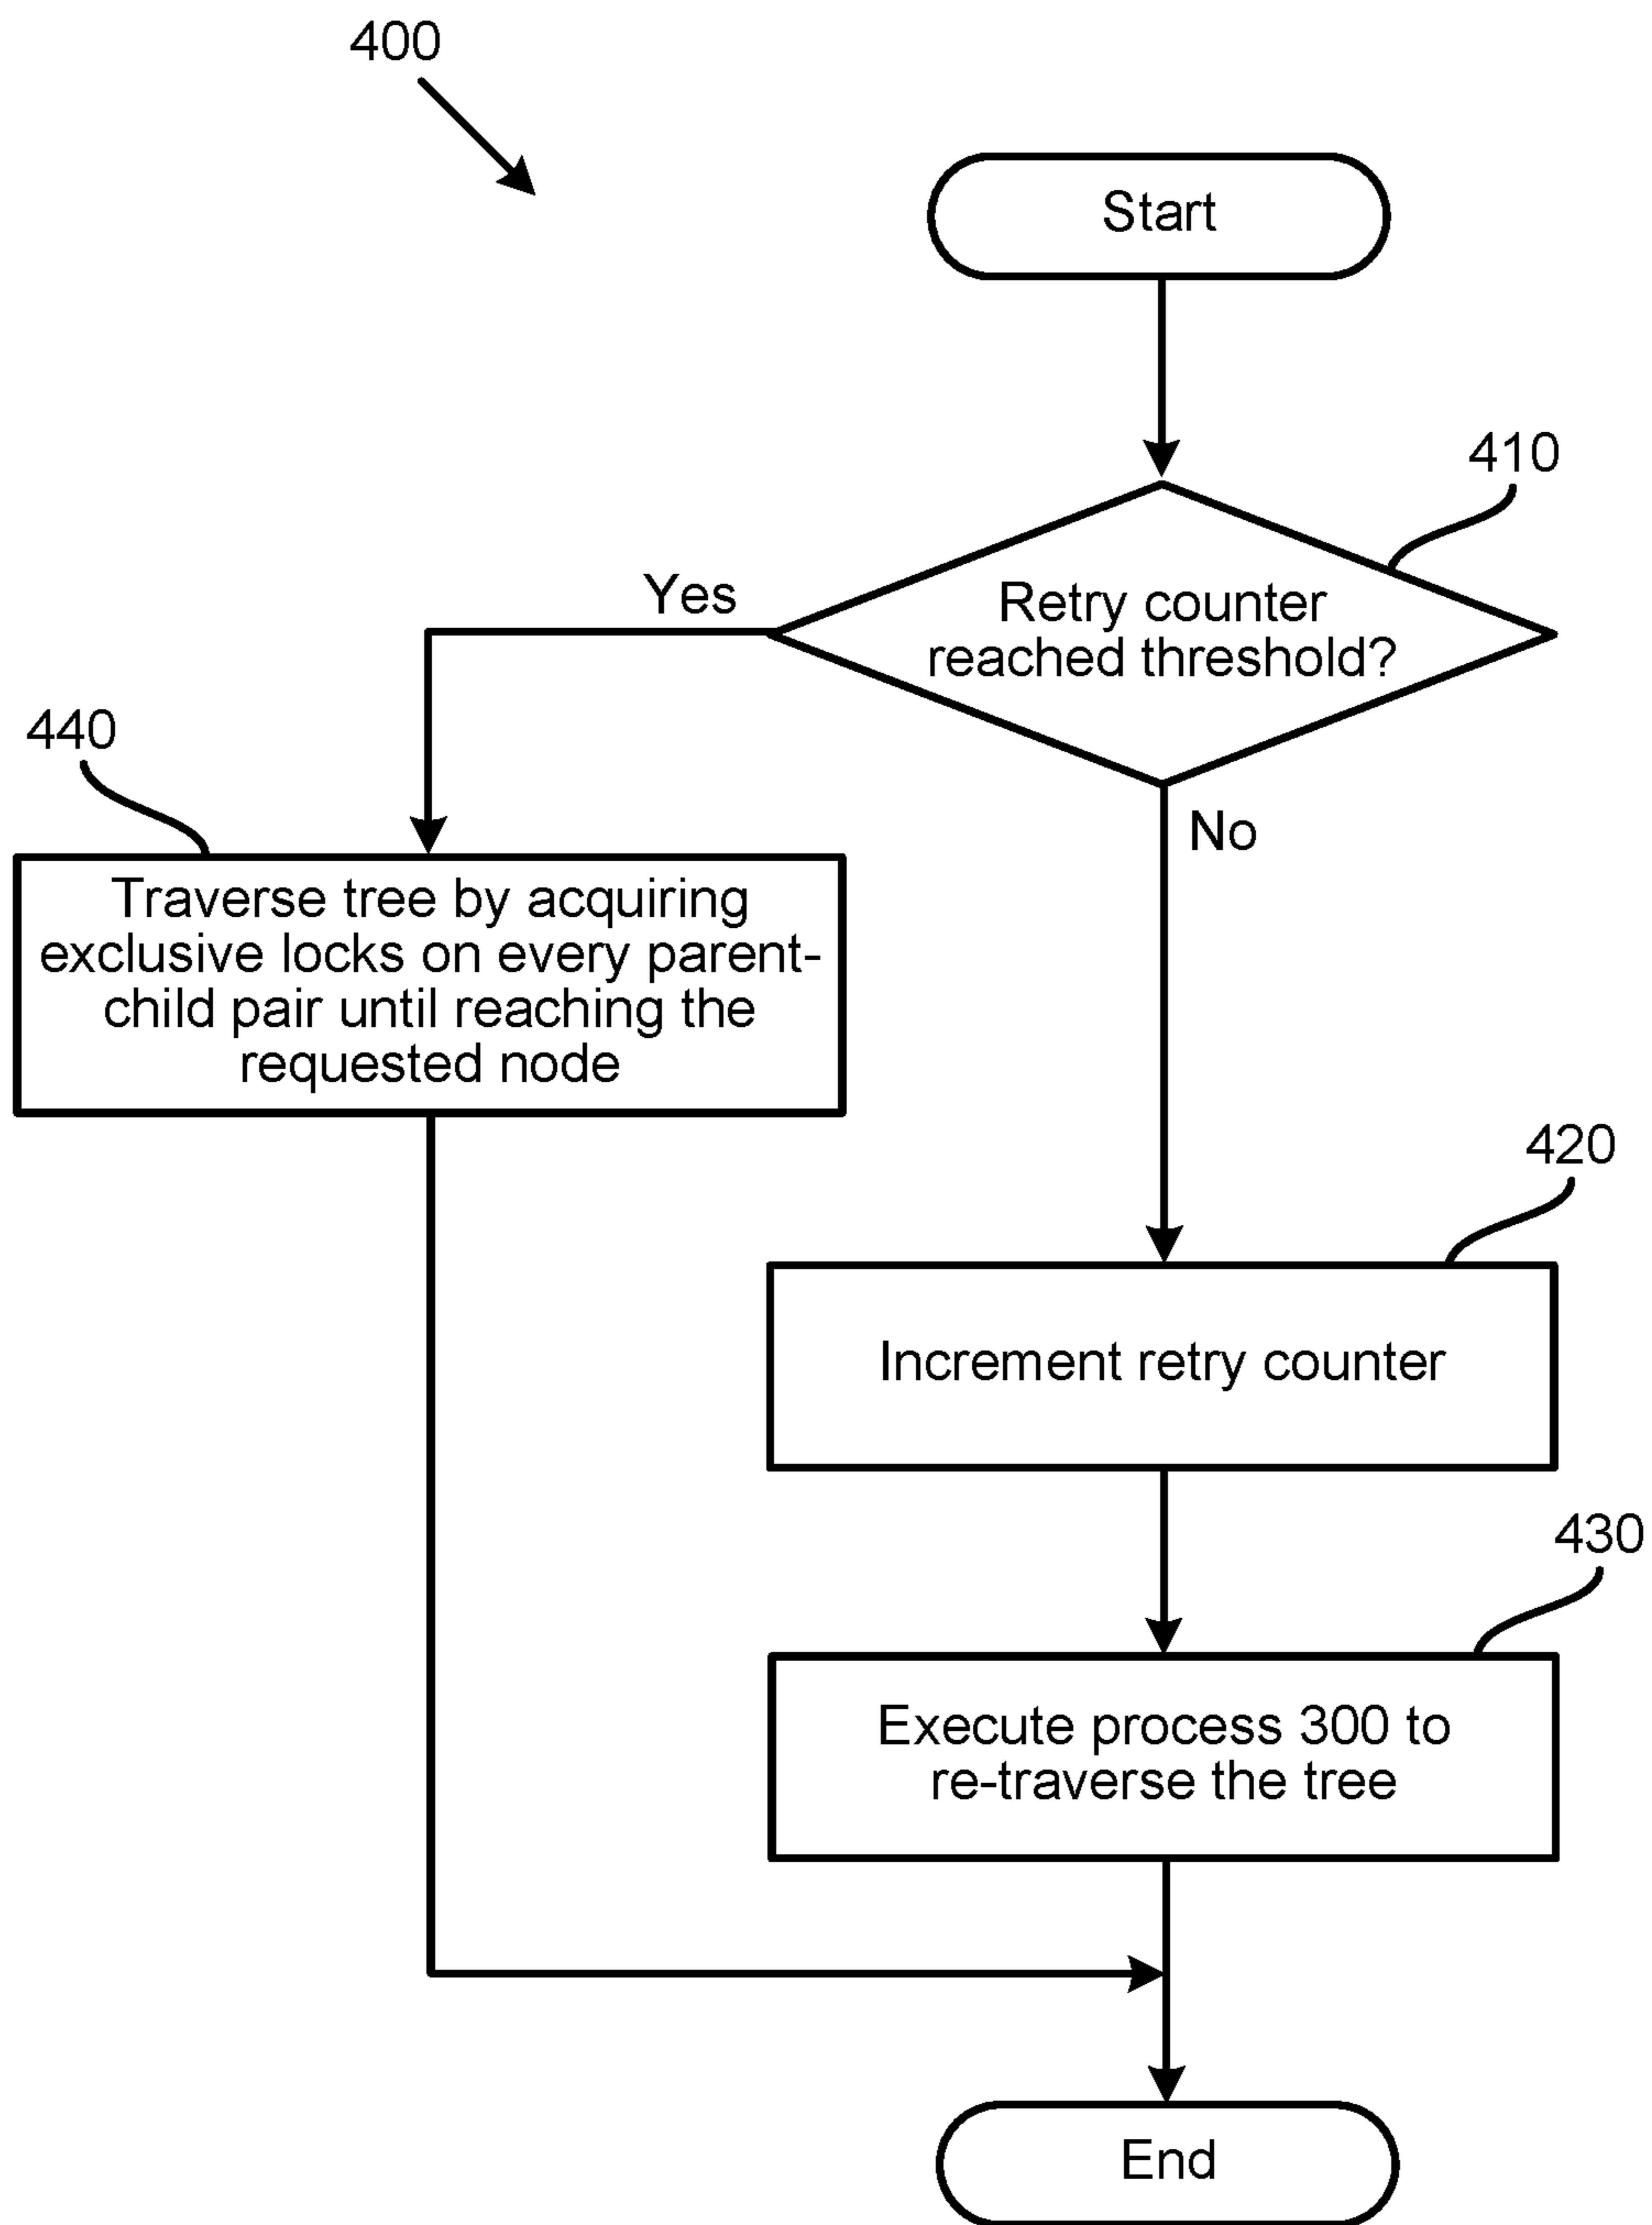 400
Start
410
Retry counter
reached threshold?
Yes
No
440
Traverse tree by acquiring
exclusive locks on every parent-
child pair until reaching the
requested node
420
Increment retry counter
430
Execute process 300 to
re-traverse the tree
End